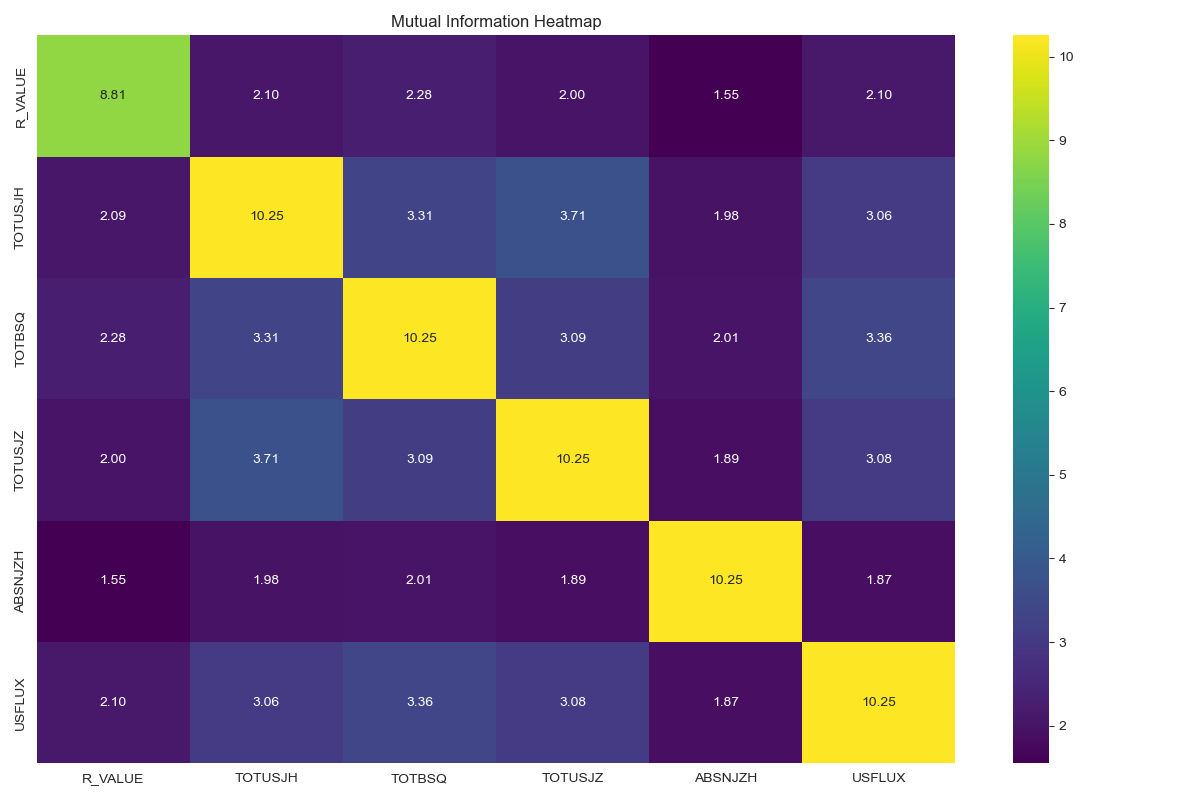 Mutual Information Heatmap
R_VALUE 8.81 2.10 2.28 2.00 1.55 2.10
TOTUSJH 2.09 10.25 3.31 3.71 1.98 3.06
TOTBSQ 2.28 3.31 10.25 3.09 2.01 3.36
TOTUSJZ 2.00 3.71 3.09 10.25 1.89 3.08
ABSNJZH 1.55 1.98 2.01 1.89 10.25 1.87
USFLUX 2.10 3.06 3.36 3.08 1.87 10.25
R_VALUE TOTUSJH TOTBSQ TOTUSJZ ABSNJZH USFLUX
10
9
8
7
6
5
4
3
2